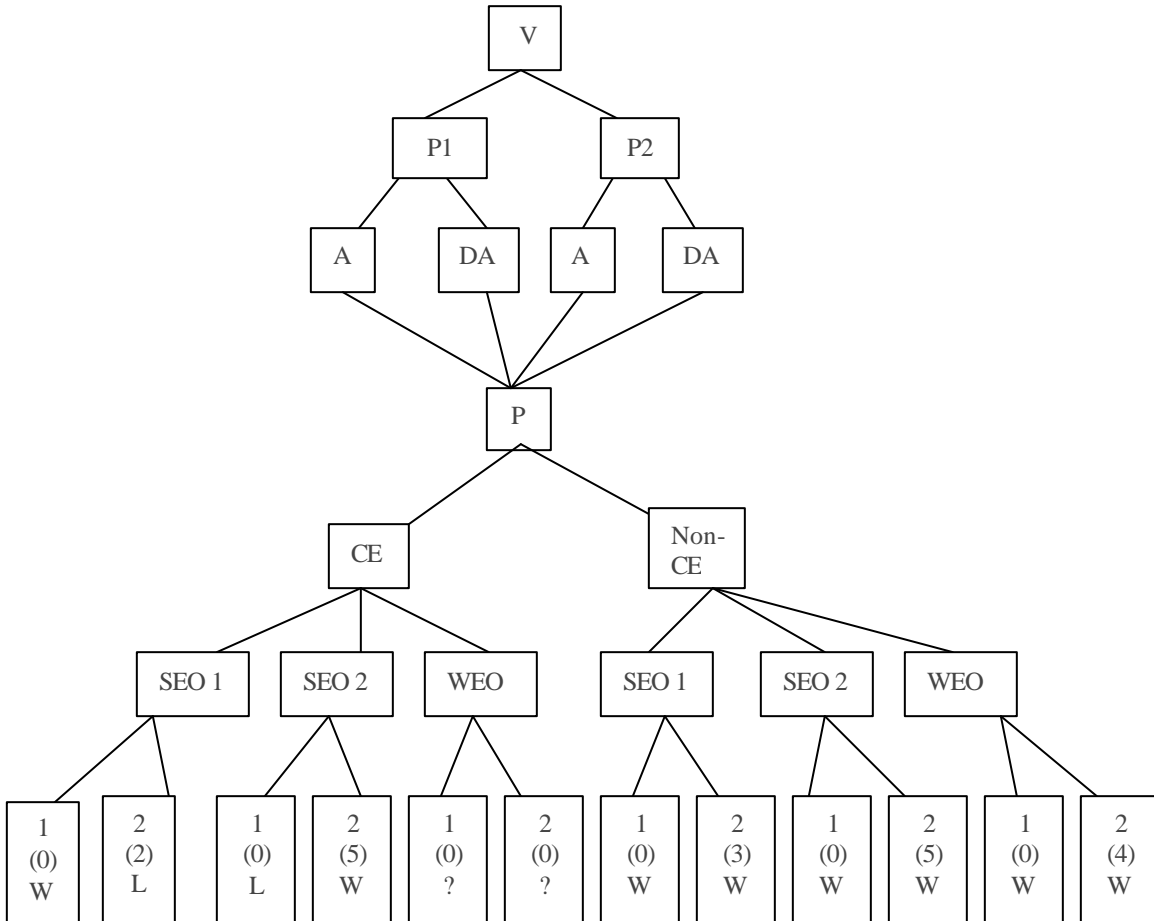 V
P1
P2
A
DA
A
DA
P
CE
Non-
CE
SEO 1
SEO 2
WEO
SEO 1
SEO 2
WEO
1
(0)
W
2
(2)
L
1
(0)
L
2
(5)
W
1
(0)
?
2
(0)
?
1
(0)
W
2
(3)
W
1
(0)
W
2
(5)
W
1
(0)
W
2
(4)
W